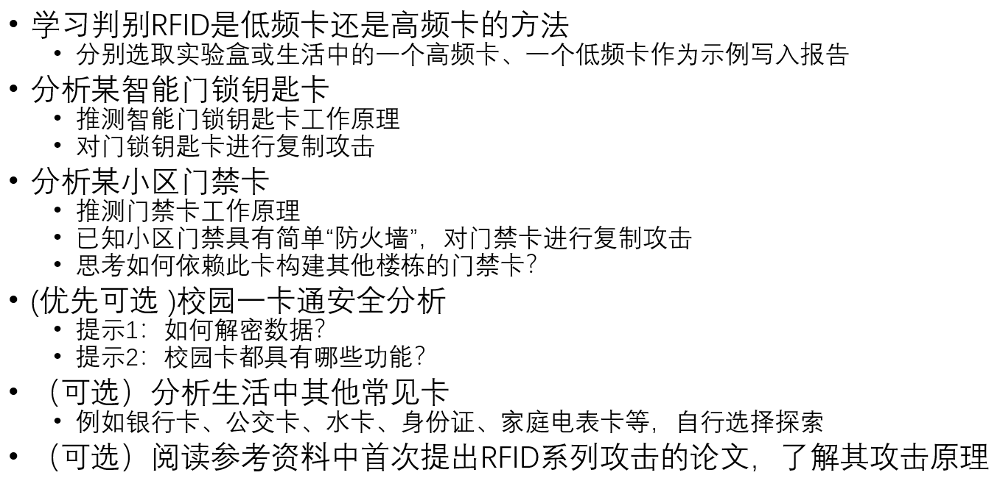 • 学习判别RFID是低频卡还是高频卡的方法
• 分别选取实验盒或生活中的一个高频卡、一个低频卡作为示例写入报告
• 分析某智能门锁钥匙卡
• 推测智能门锁钥匙卡工作原理
• 对门锁钥匙卡进行复制攻击
• 分析某小区门禁卡
• 推测门禁卡工作原理
• 已知小区门禁具有简单“防火墙”，对门禁卡进行复制攻击
• 思考如何依赖此卡构建其他楼栋的门禁卡？
• (优先可选 )校园一卡通安全分析
• 提示1：如何解密数据？
• 提示2：校园卡都具有哪些功能？
• （可选）分析生活中其他常见卡
• 例如银行卡、公交卡、水卡、身份证、家庭电表卡等，自行选择探索
• （可选）阅读参考资料中首次提出RFID系列攻击的论文，了解其攻击原理